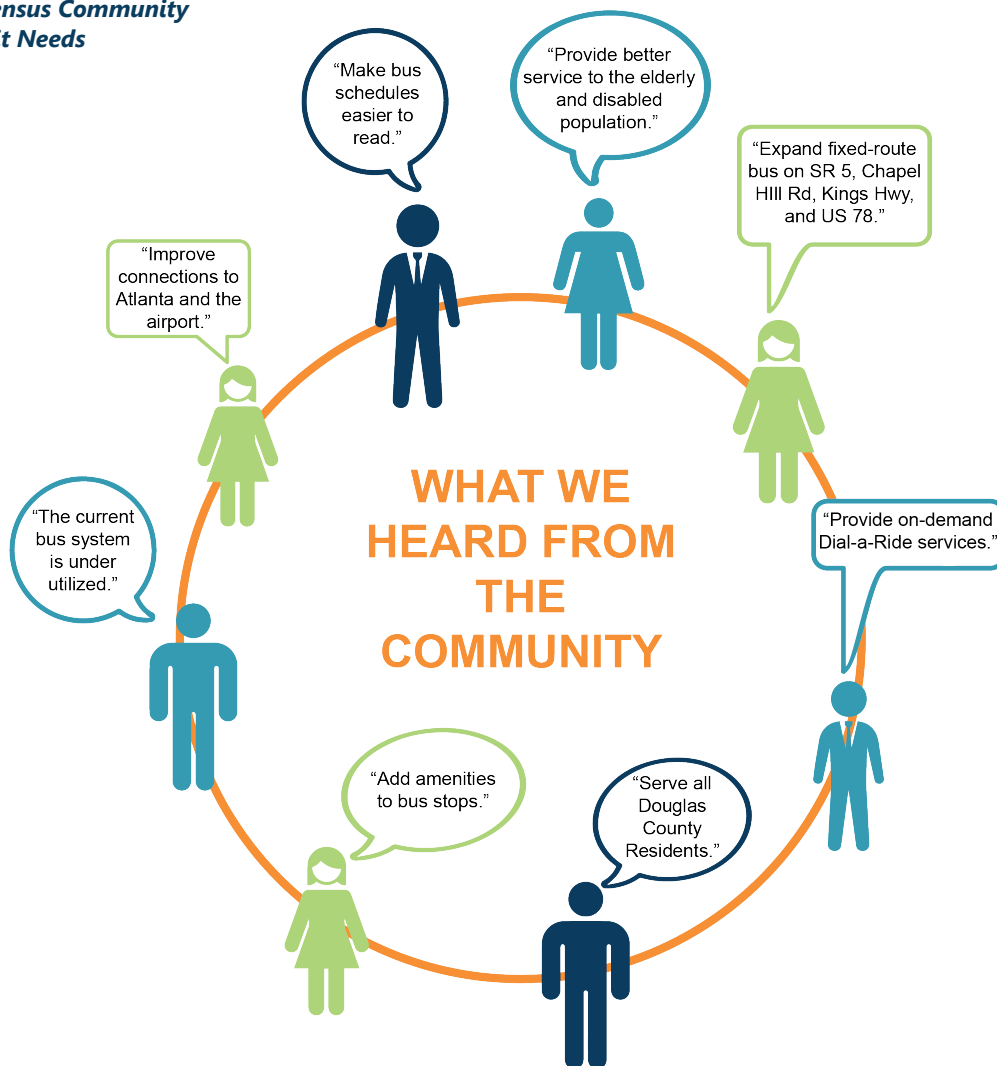 ensus Community
it Needs
“Make bus
schedules
easier to
read.”
“Provide better
service to the elderly
and disabled
population.”
“Expand fixed-route
bus on SR 5, Chapel
HIll Rd, Kings Hwy,
and US 78.”
“Improve
connections to
Atlanta and the
airport.”
“The current
bus system
is under
utilized.”
“Provide on-demand
Dial-a-Ride services.”
WHAT WE
HEARD FROM
THE
COMMUNITY
“Add amenities
to bus stops.”
“Serve all
Douglas
County
Residents.”